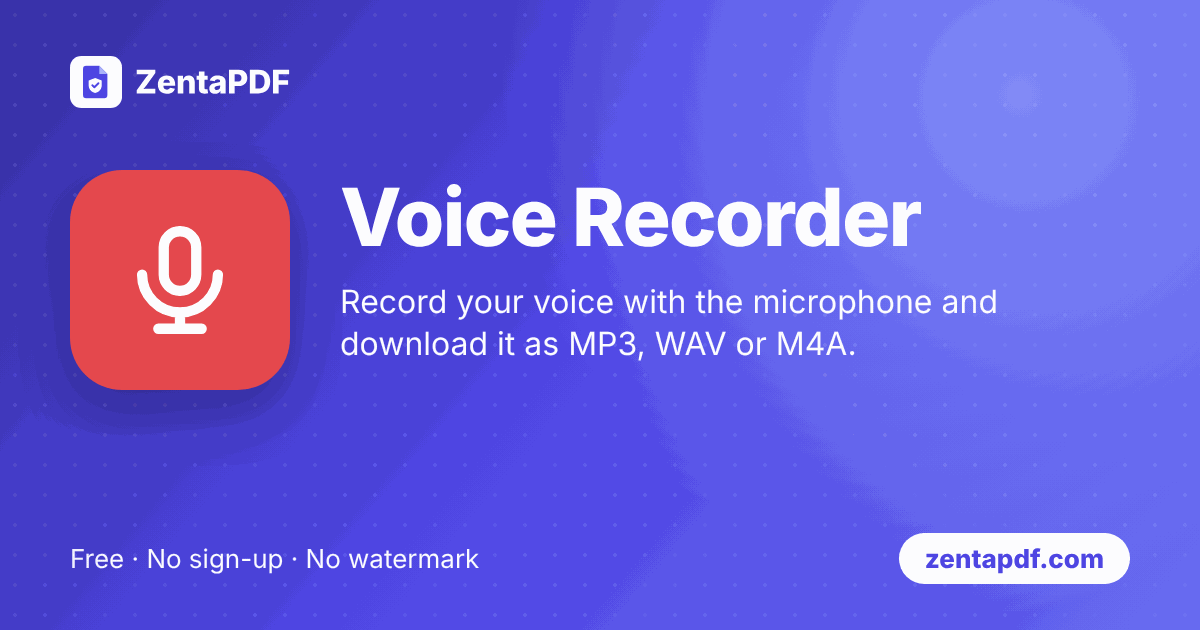 ZentaPDF
Voice Recorder
Record your voice with the microphone and
download it as MP3, WAV or M4A.
Free · No sign-up · No watermark
zentapdf.com